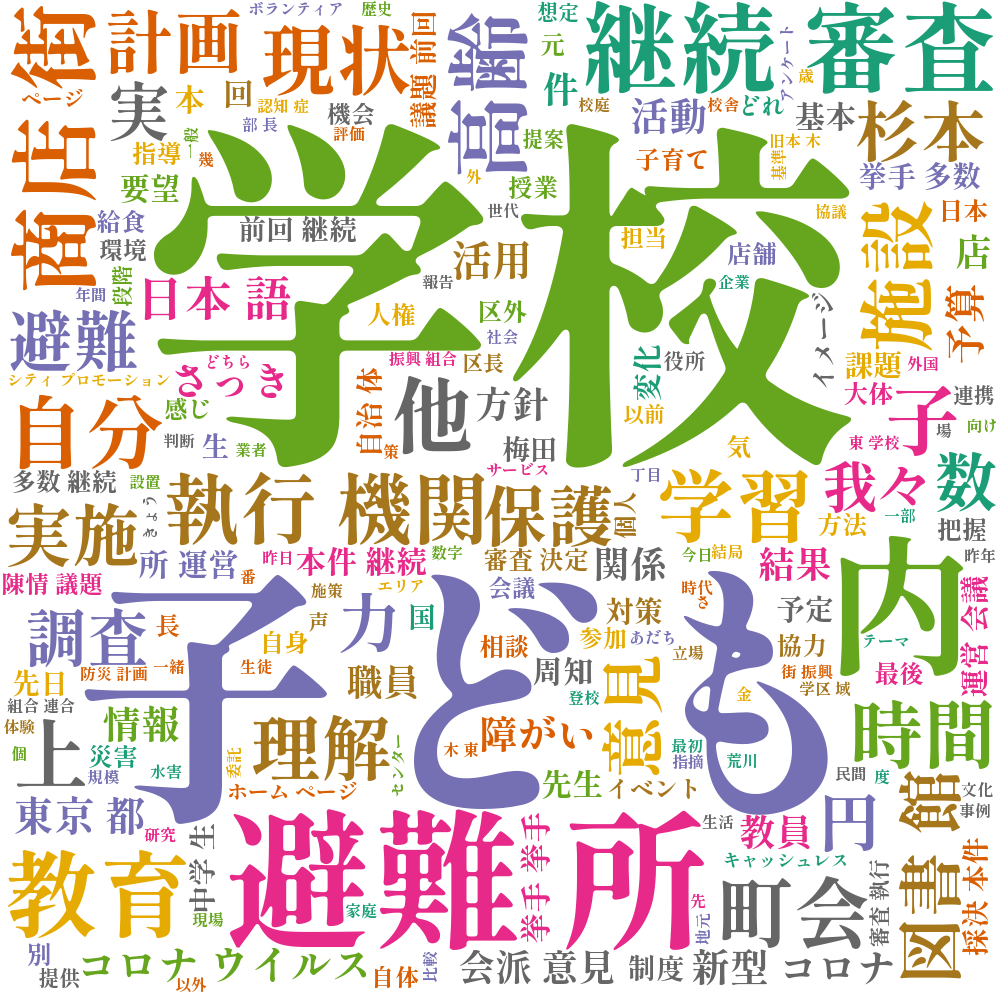 街
商店
計画
現状
議題 前回
高齢
ボランティア
歴史
想定
元
件
継続 審査
アンケート
歳
ページ
実
本
回
認知 症
部 長
機会
評価
一般
幾
指導
要望
提案
外
授業
活動
校庭
校舎
どれ
基本
子育て
旧本 木
基準
杉本
挙手 多数
給食
環境
段階
年間
学校
前回 継続
世代
活用
報告
担当
店舗
企業
協議
施設
日本
店
予算
日本 語
避難
人権
区外
社会
どちら
振興 組合
区長
シティ プロモーション
さっき
感じ
判断
生
業者
自治 体
策
他
方針
梅田
サービス
変化
役所
以前
気
イメージ
課題
外国
大体
子
連携
場
向け
東 学校
自分
多数 継続
設置
きょう
丁目
我々
数
実施
執行 機関
保護
個人
学習
方法
一部
把握
所 運営
昨日
本件 継続
数字
審査 決定
関係
今日
結局
結果
昨年
陳情 議題
番
施策
エリア
会議
時代
さ
予定
内
運営 会議
調査
長
自身
声
力
国
対策
参加
あだち
立場
協力
テーマ
先日
防災 計画
一緒
生徒
子ども
相談
周知
登校
街 振興
学区 域
最後
組合 連合
体験
個
上
情報
災害
規模
水害
理解
委託
職員
センター
木 東
障がい
意見
最初
指摘
金
荒川
時間
民間
度
東京 都
研究
ホーム ページ
先生
イベント
生活
教員
円
図書 館
文化
事例
教育
中学 生
現場
避難 所
家庭
挙手 挙手
キャッシュレス
先
地元
町会
審査 執行
採決 本件
別
提供
コロナ ウイルス
以外
自体
比較
会派 意見
制度
新型 コロナ